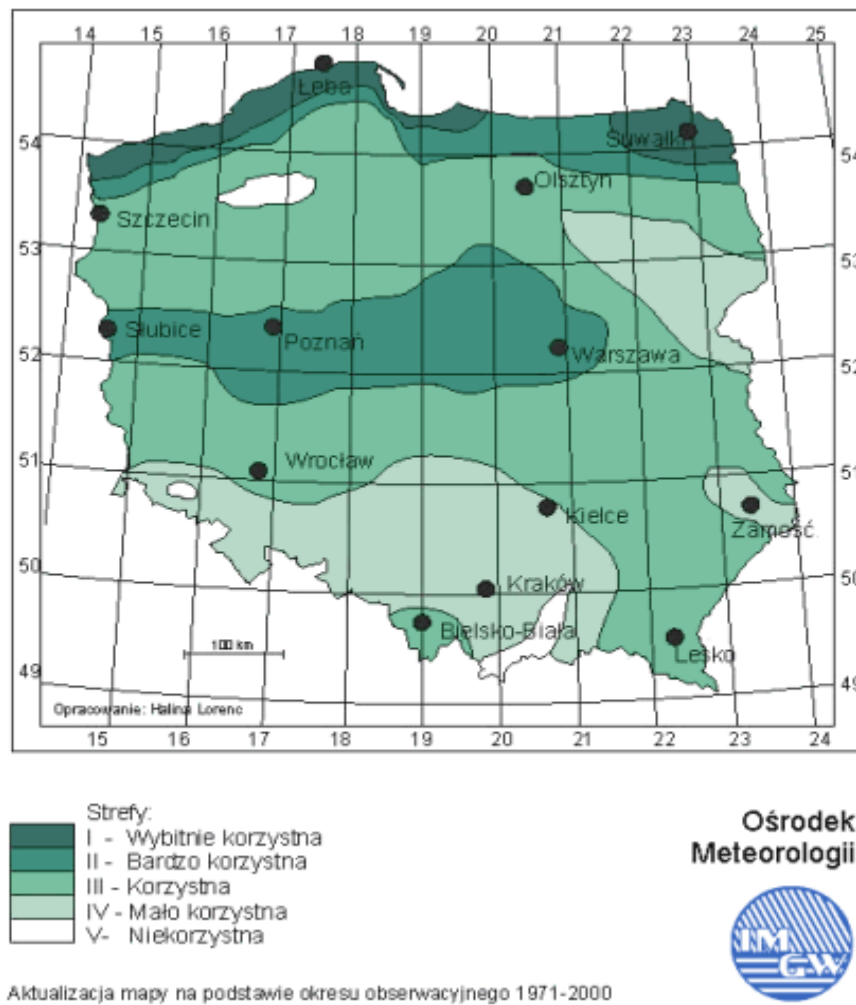 14 15 16 17 18 19 20 21 22 23 24 25
Łeba
54 Suwałki 54
Olsztyn
Szczecin
53 53
Słubice Poznań Warszawa
52 52
51 Wrocław 51
Kielce Zamość
50 Kraków 50
Bielsko-Biała
100 km Lesko
49 49
Opracowanie: Halina Lorenc
15 16 17 18 19 20 21 22 23 24
Strefy:
I - Wybitnie korzystna
II - Bardzo korzystna
III - Korzystna
IV - Mało korzystna
V- Niekorzystna
Ośrodek
Meteorologii
IM
GW
Aktualizacja mapy na podstawie okresu obserwacyjnego 1971-2000